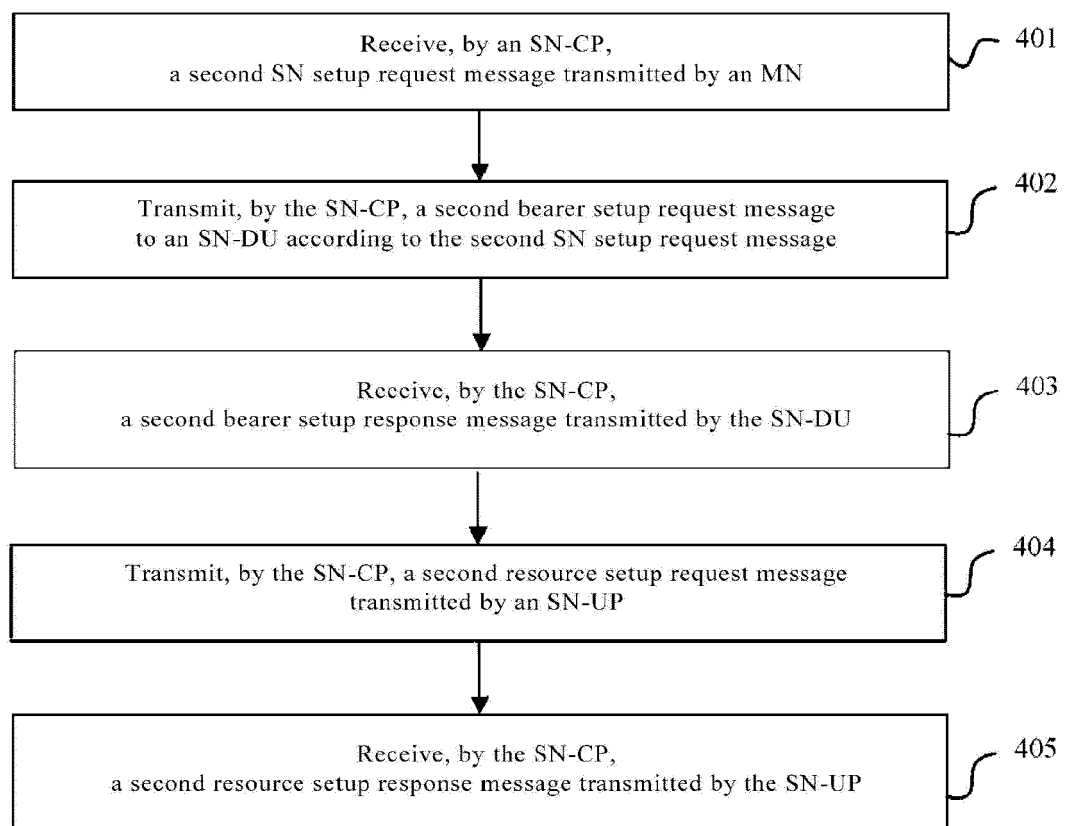 Receive, by an SN-CP,
a second SN setup request message transmitted by an MN
401
Transmit, by the SN-CP, a second bearer setup request message
to an SN-DU according to the second SN setup request message
402
Receive, by the SN-CP,
a second bearer setup response message transmitted by the SN-DU
403
Transmit, by the SN-CP, a second resource setup request message
transmitted by an SN-UP
404
Receive, by the SN-CP,
a second resource setup response message transmitted by the SN-UP
405